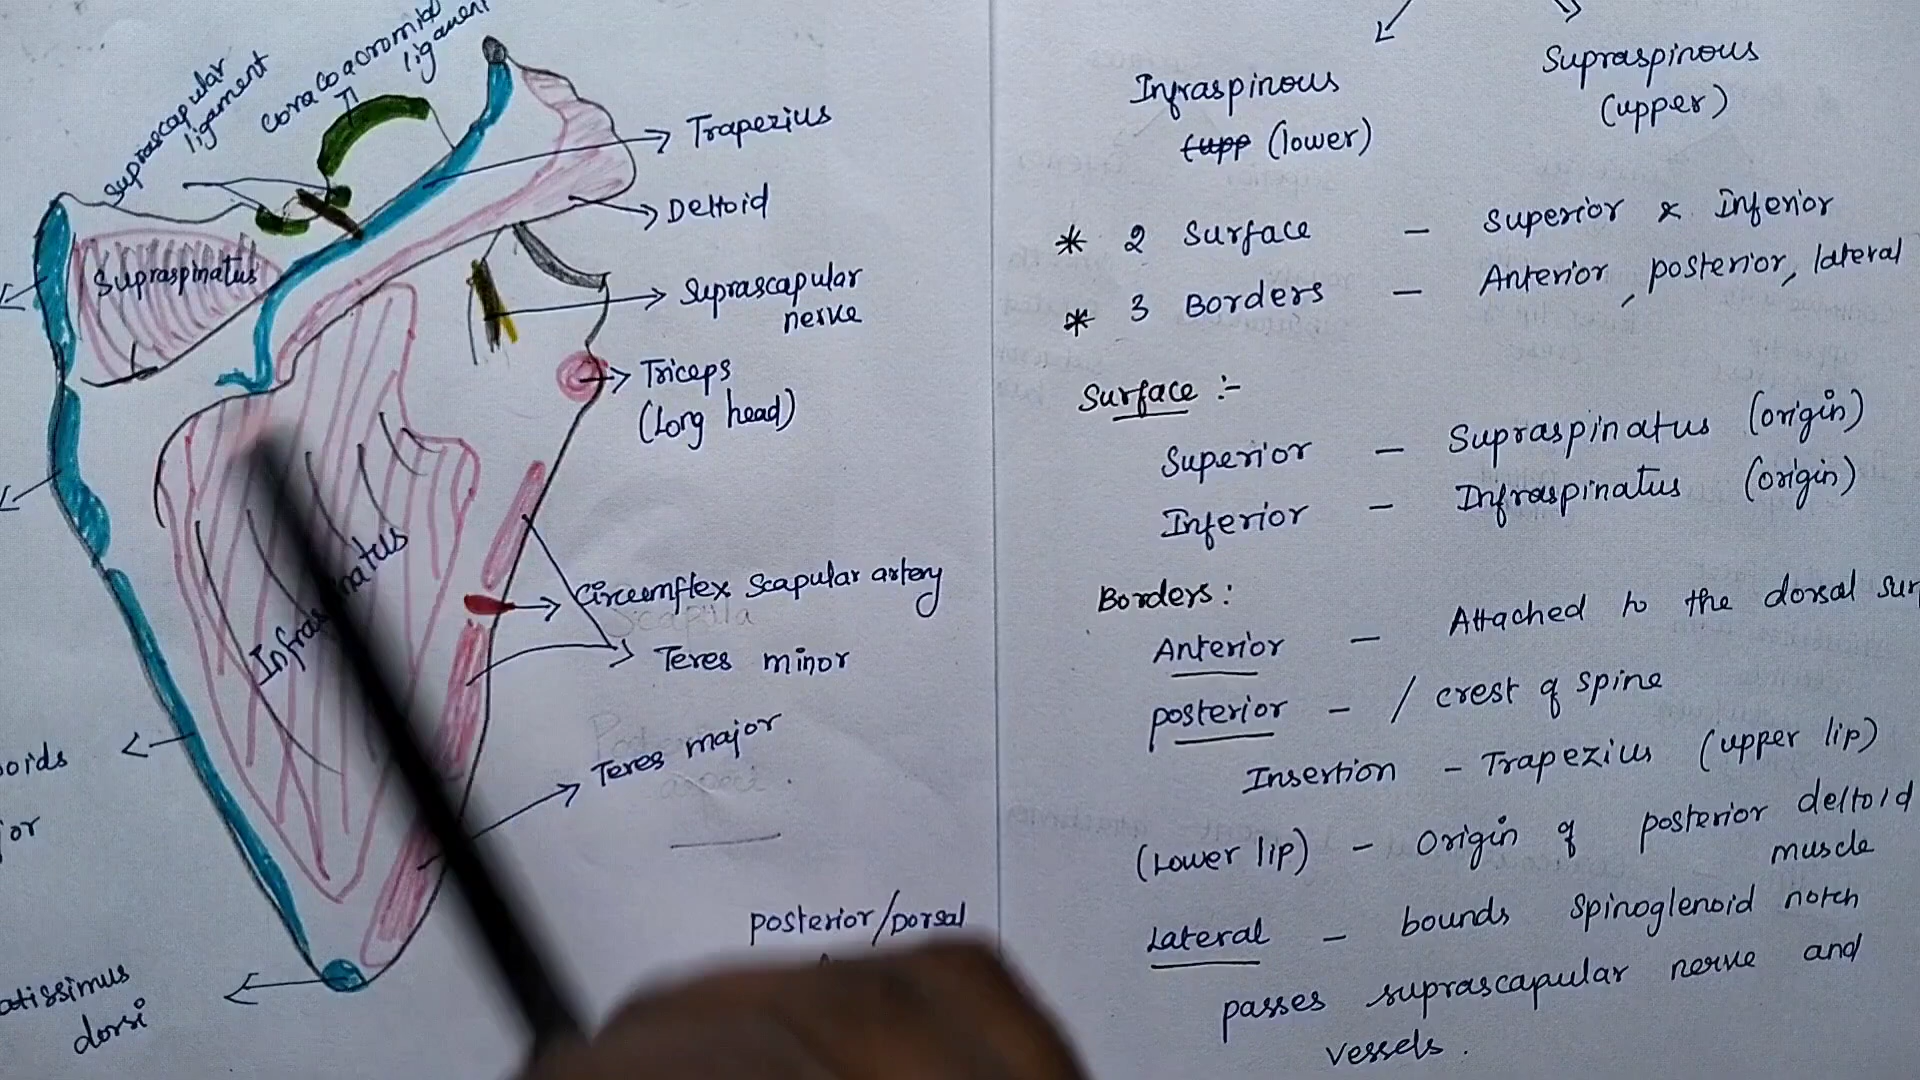 suprascapular
ligament
coracoacromial
ligament
Trapezius
Deltoid
Supraspinatus
Suprascapular
nerve
Triceps
(Long head)
Infraspinatus
Circumflex scapular artery
Scapula
Teres minor
Teres major
oids
jor
atissimus
dorsi
posterior/Dorsal
Infraspinous
(upp (lower)
Supraspinous
(upper)
* 2 Surface - Superior & Inferior
* 3 Borders - Anterior, posterior, lateral
Surface :-
Superior - Supraspinatus (origin)
Inferior - Infraspinatus (origin)
Borders :
Anterior - Attached to the dorsal sur
posterior - / crest of spine
Insertion - Trapezius (upper lip)
(Lower lip) - Origin of posterior deltoid
muscle
Lateral - bounds spinoglenoid notch
passes suprascapular nerve and
vessels.